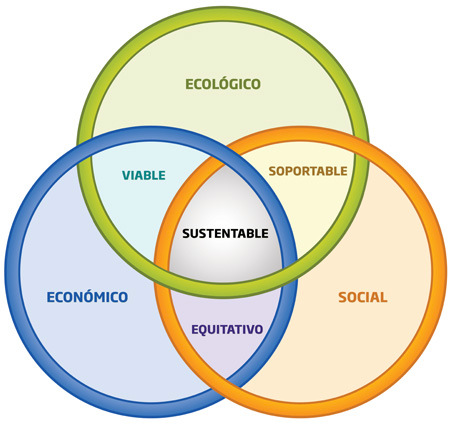 ECOLÓGICO
VIABLE
SOPORTABLE
SUSTENTABLE
ECONÓMICO
SOCIAL
EQUITATIVO